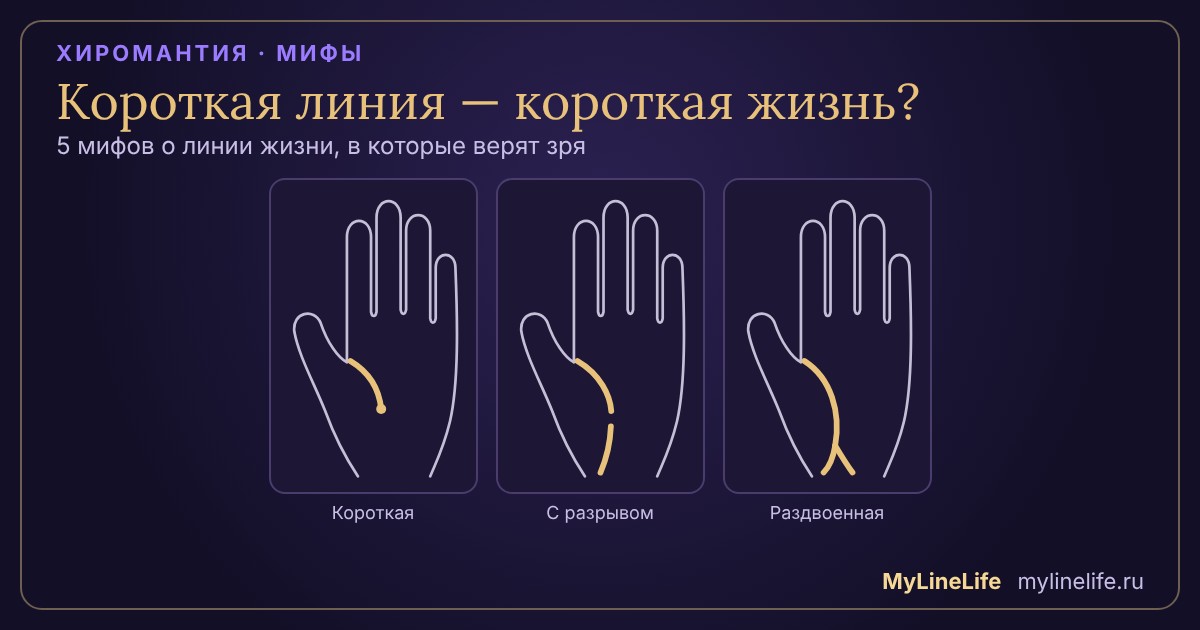 ХИРОМАНТИЯ · МИФЫ
Короткая линия — короткая жизнь?
5 мифов о линии жизни, в которые верят зря
Короткая
С разрывом
Раздвоенная
MyLineLife mylinelife.ru